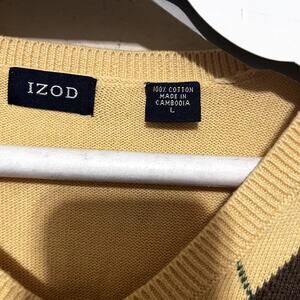 IZOD
100% COTTON
MADE IN
CAMBODIA
L